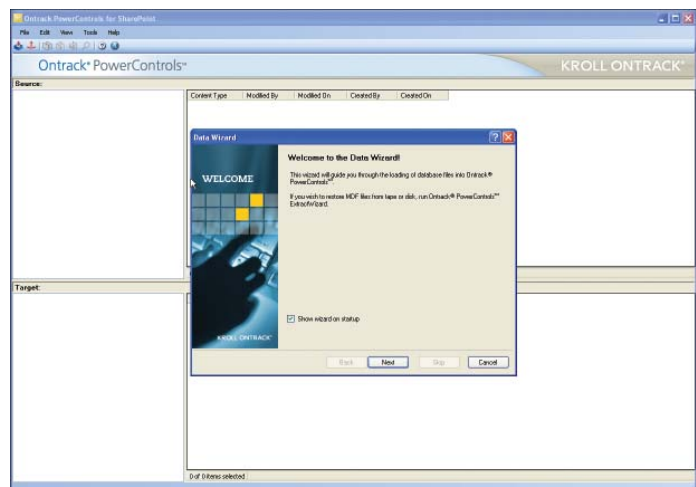 Ontrack PowerControls for SharePoint
File Edit View Tools Help
Ontrack® PowerControls℠
KROLL ONTRACK®
Source:
Content Type Modified By Modified On Created By Created On
Data Wizard
WELCOME
KROLL ONTRACK®
Welcome to the Data Wizard!
This wizard will guide you through the loading of database files into Ontrack®
PowerControls℠.
If you wish to restore MDF files from tape or disk, run Ontrack® PowerControls℠
ExtractWizard.
Show wizard on startup
Back Next Skip Cancel
Target:
0 of 0 items selected